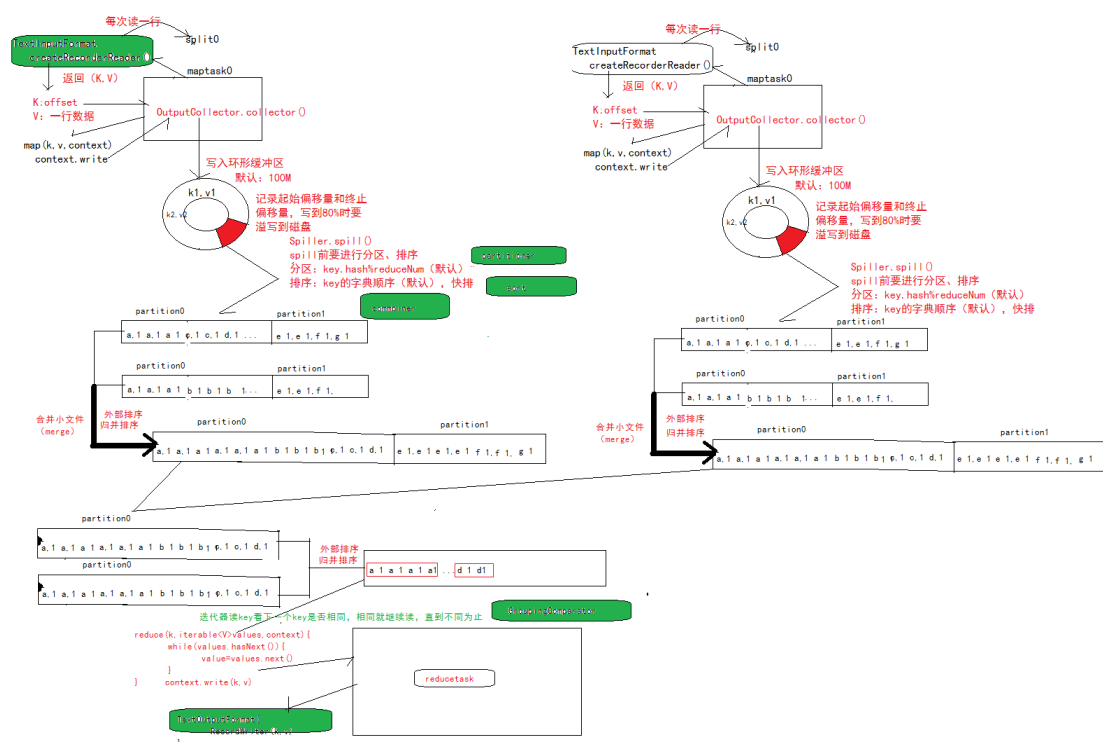 每次读一行
split0
TextInputFormat
createRecorderReader()
maptask0
返回（K,V）
K:offset
V：一行数据
OutputCollector.collector()
map(k,v,context)
context.write
写入环形缓冲区
默认：100M
k1,v1
k2,v2
记录起始偏移量和终止
偏移量，写到80%时要
溢写到磁盘
Spiller.spill()
spill前要进行分区、排序
分区：key.hash%reduceNum（默认）
排序：key的字典顺序（默认），快排
partitioner
sort
combiner
partition0
partition1
a,1 a,1 a 1 c,1 c,1 d,1 ...
e 1,e 1,f 1,g 1
partition0
partition1
a,1 a,1 a 1 b 1 b 1 b 1...
e 1,e 1,f 1,
合并小文件
（merge）
外部排序
归并排序
partition0
partition1
a,1 a,1 a 1 a,1 a,1 a 1 b 1 b 1 b 1 c,1 c,1 d,1
e 1,e 1 e 1,e 1 f 1,f 1, g 1
每次读一行
split0
TextInputFormat
createRecorderReader()
maptask0
返回（K,V）
K:offset
V：一行数据
OutputCollector.collector()
map(k,v,context)
context.write
写入环形缓冲区
默认：100M
k1,v1
k2,v2
记录起始偏移量和终止
偏移量，写到80%时要
溢写到磁盘
Spiller.spill()
spill前要进行分区、排序
分区：key.hash%reduceNum（默认）
排序：key的字典顺序（默认），快排
partition0
partition1
a,1 a,1 a 1 c,1 c,1 d,1 ...
e 1,e 1,f 1,g 1
partition0
partition1
a,1 a,1 a 1 b 1 b 1 b 1...
e 1,e 1,f 1,
合并小文件
（merge）
外部排序
归并排序
partition0
partition1
a,1 a,1 a 1 a,1 a,1 a 1 b 1 b 1 b 1 c,1 c,1 d,1
e 1,e 1 e 1,e 1 f 1,f 1, g 1
partition0
a,1 a,1 a 1 a,1 a,1 a 1 b 1 b 1 b 1 c,1 c,1 d,1
partition0
a,1 a,1 a 1 a,1 a,1 a 1 b 1 b 1 b 1 c,1 c,1 d,1
外部排序
归并排序
a 1 a 1 a 1 a1 ...d 1 d1
迭代器读key看下一个key是否相同，相同就继续读，直到不同为止
GroupingComparator
reduce(k,iterable<V>values,context){
while(values.hasNext()){
value=values.next()
}
context.write(k,v)
}
reducetask
TextOutputFormat{
RecordWriter(k,v)
}